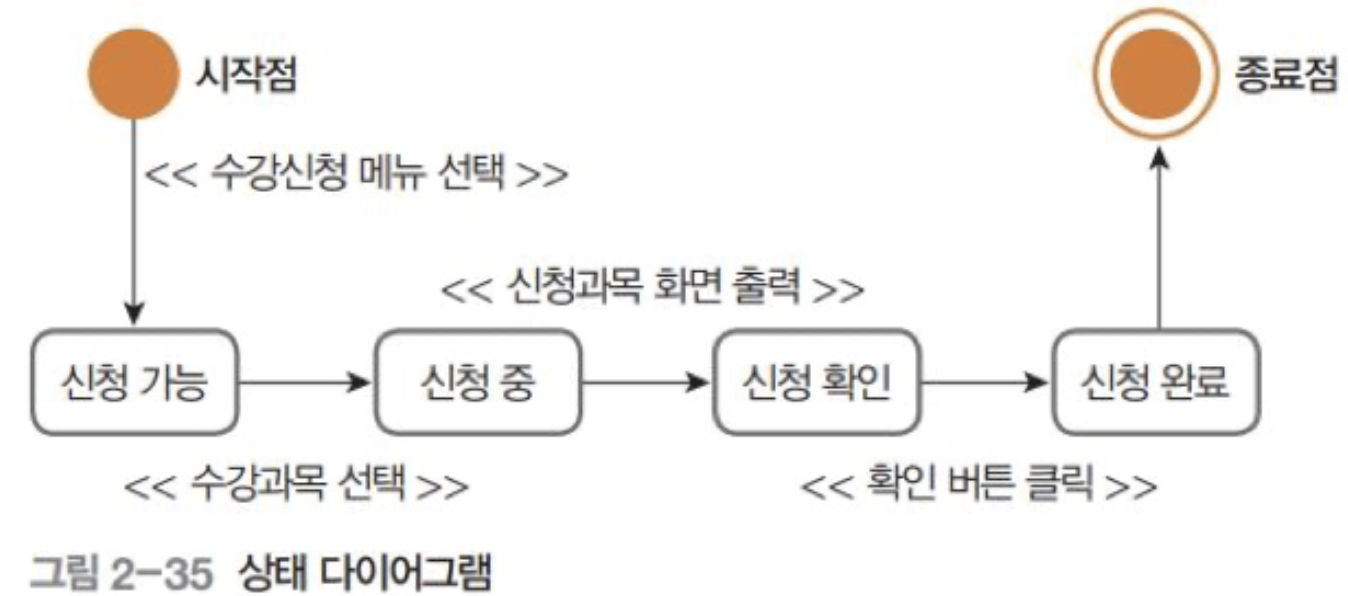 시작점
종료점
<< 수강신청 메뉴 선택 >>
<< 신청과목 화면 출력 >>
신청 가능
신청 중
신청 확인
신청 완료
<< 수강과목 선택 >>
<< 확인 버튼 클릭 >>
그림 2-35 상태 다이어그램